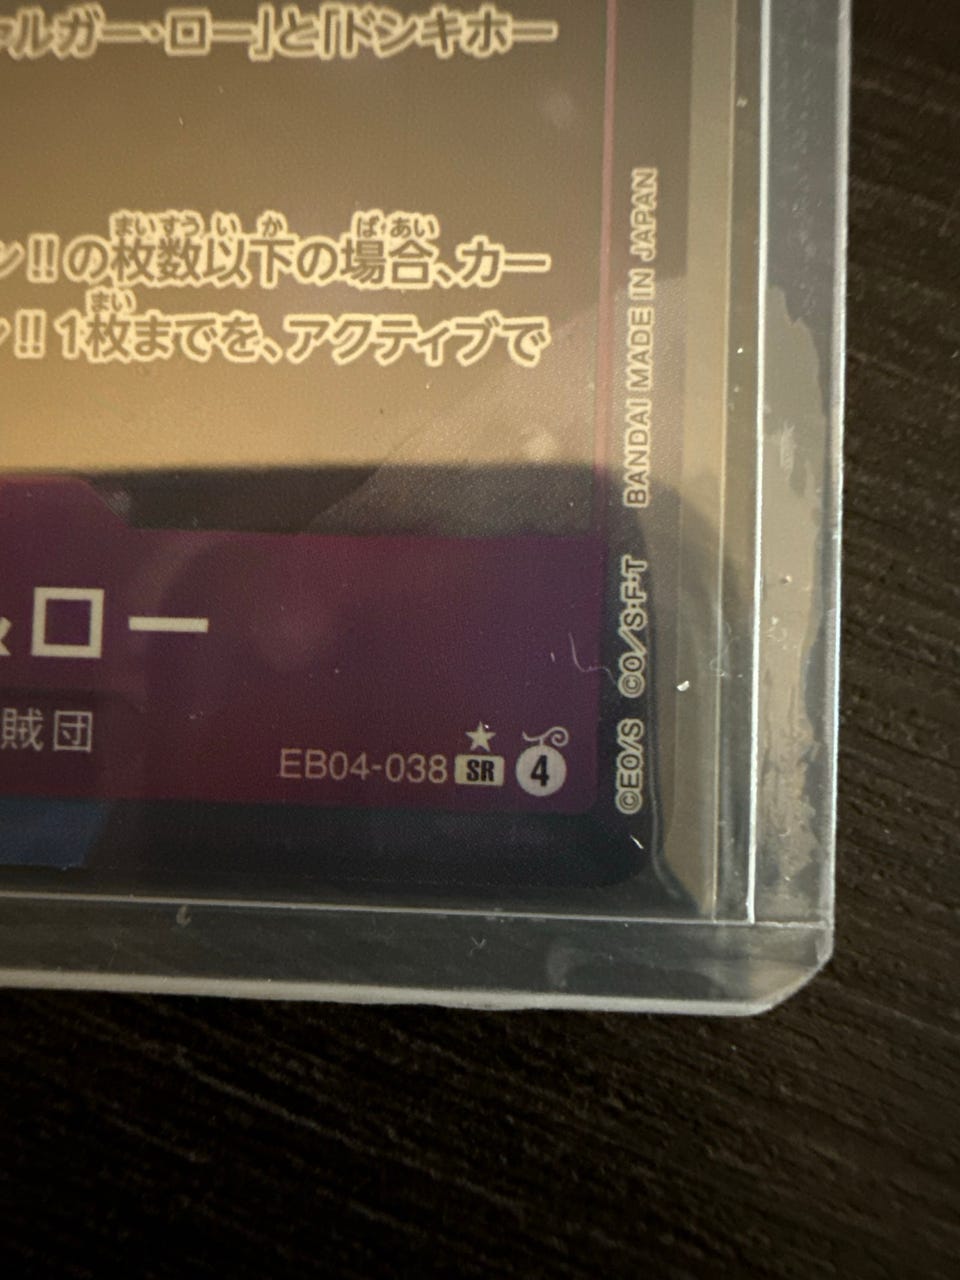 ルガー・ロー」と「ドンキホー
まいすう い か ば あい
ン!!の枚数以下の場合、カー
まい
!!1枚までを、アクティブで
&ロー
賊団
EB04-038 SR 4
©EO/S ©O/S・F・T BANDAI MADE IN JAPAN